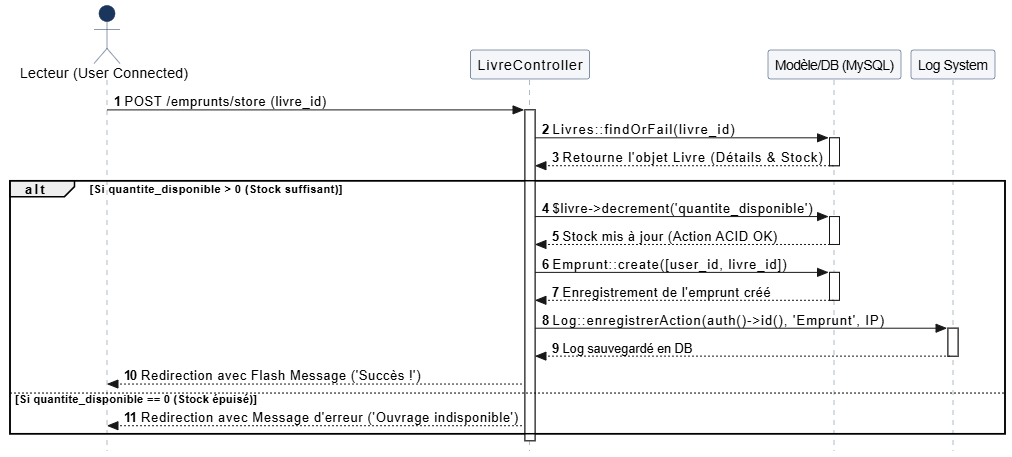 Lecteur (User Connected)
LivreController
Modèle/DB (MySQL)
Log System
1 POST /emprunts/store (livre_id)
2 Livres::findOrFail(livre_id)
3 Retourne l'objet Livre (Détails & Stock)
alt [Si quantite_disponible > 0 (Stock suffisant)]
4 $livre->decrement('quantite_disponible')
5 Stock mis à jour (Action ACID OK)
6 Emprunt::create([user_id, livre_id])
7 Enregistrement de l'emprunt créé
8 Log::enregistrerAction(auth()->id(), 'Emprunt', IP)
9 Log sauvegardé en DB
10 Redirection avec Flash Message ('Succès !')
[Si quantite_disponible == 0 (Stock épuisé)]
11 Redirection avec Message d'erreur ('Ouvrage indisponible')